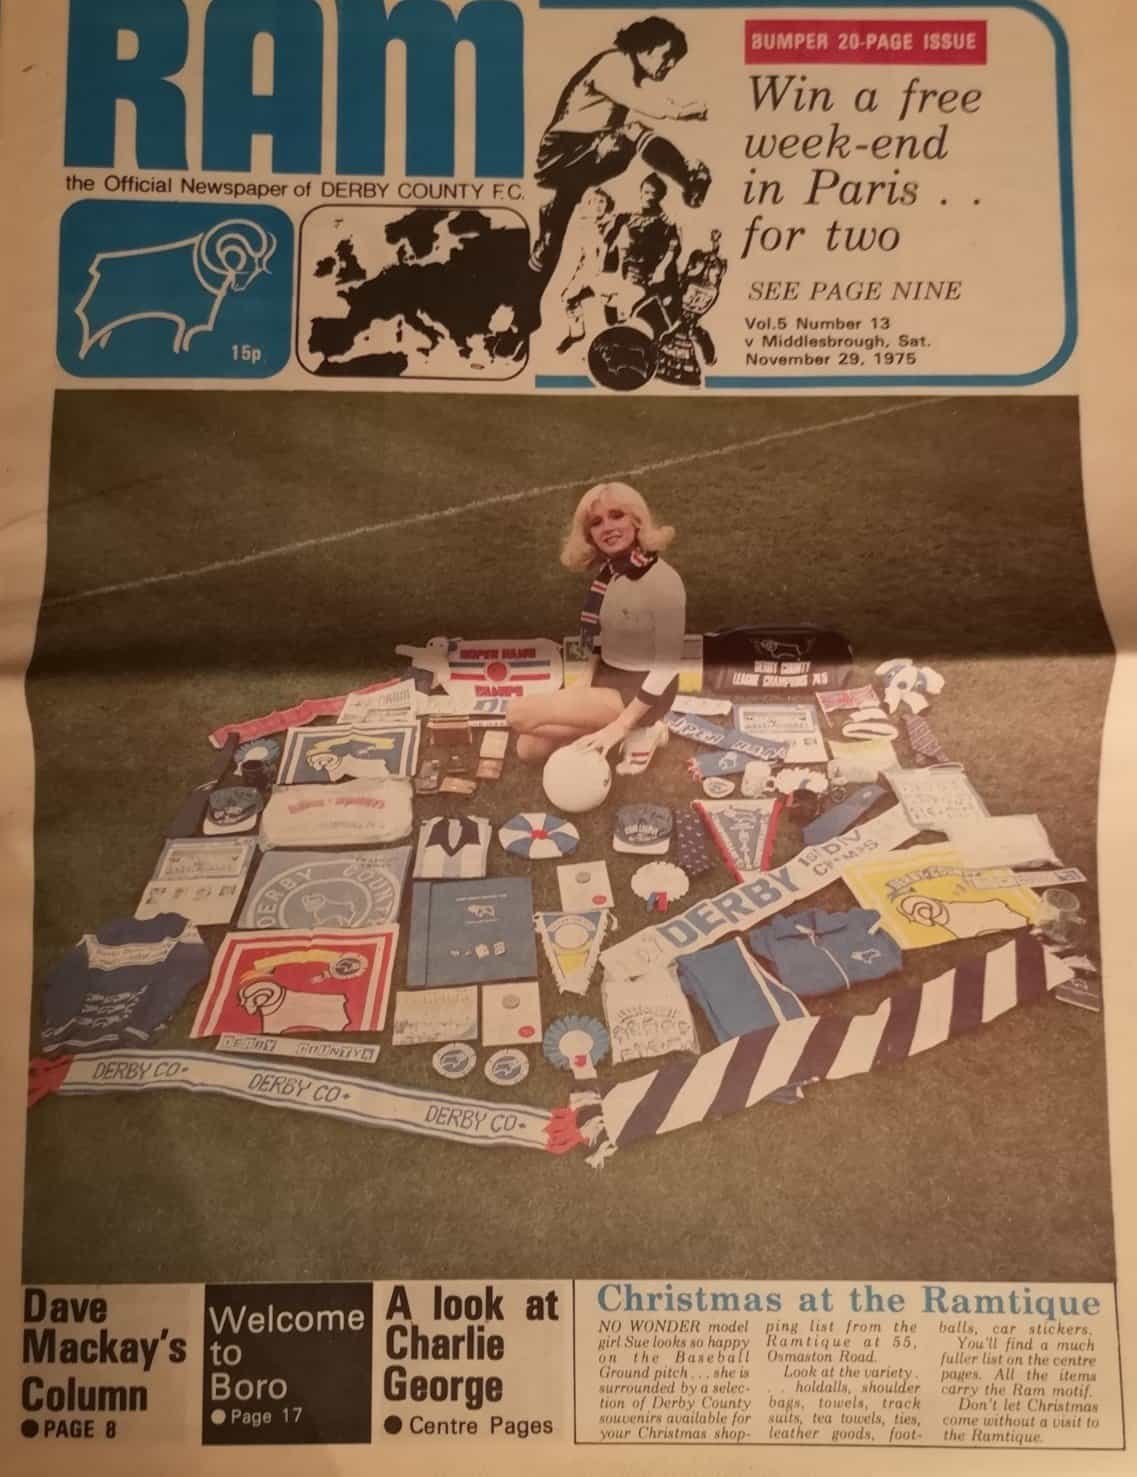 RAM
the Official Newspaper of DERBY COUNTY F.C.
15p
BUMPER 20-PAGE ISSUE
Win a free
week-end
in Paris . .
for two
SEE PAGE NINE
Vol.5 Number 13
v Middlesbrough, Sat.
November 29, 1975
SUPER RAMS
CHAMPS
DERBY COUNTY
LEAGUE CHAMPIONS
DERBY COUNTY
DERBY 1st DIV
CHAMPS
DERBY COUNTY
DERBY CO.
DERBY CO.
DERBY CO.
Dave
Mackay's
Column
● PAGE 8
Welcome
to
Boro
● Page 17
A look at
Charlie
George
● Centre Pages
Christmas at the Ramtique
NO WONDER model
girl Sue looks so happy
on the Baseball
Ground pitch . . . she is
surrounded by a selec-
tion of Derby County
souvenirs available for
your Christmas shop-
ping list from the
Ramtique at 55,
Osmaston Road.
Look at the variety .
. . holdalls, shoulder
bags, towels, track
suits, tea towels, ties,
leather goods, foot-
balls, car stickers.
You'll find a much
fuller list on the centre
pages. All the items
carry the Ram motif.
Don't let Christmas
come without a visit to
the Ramtique.